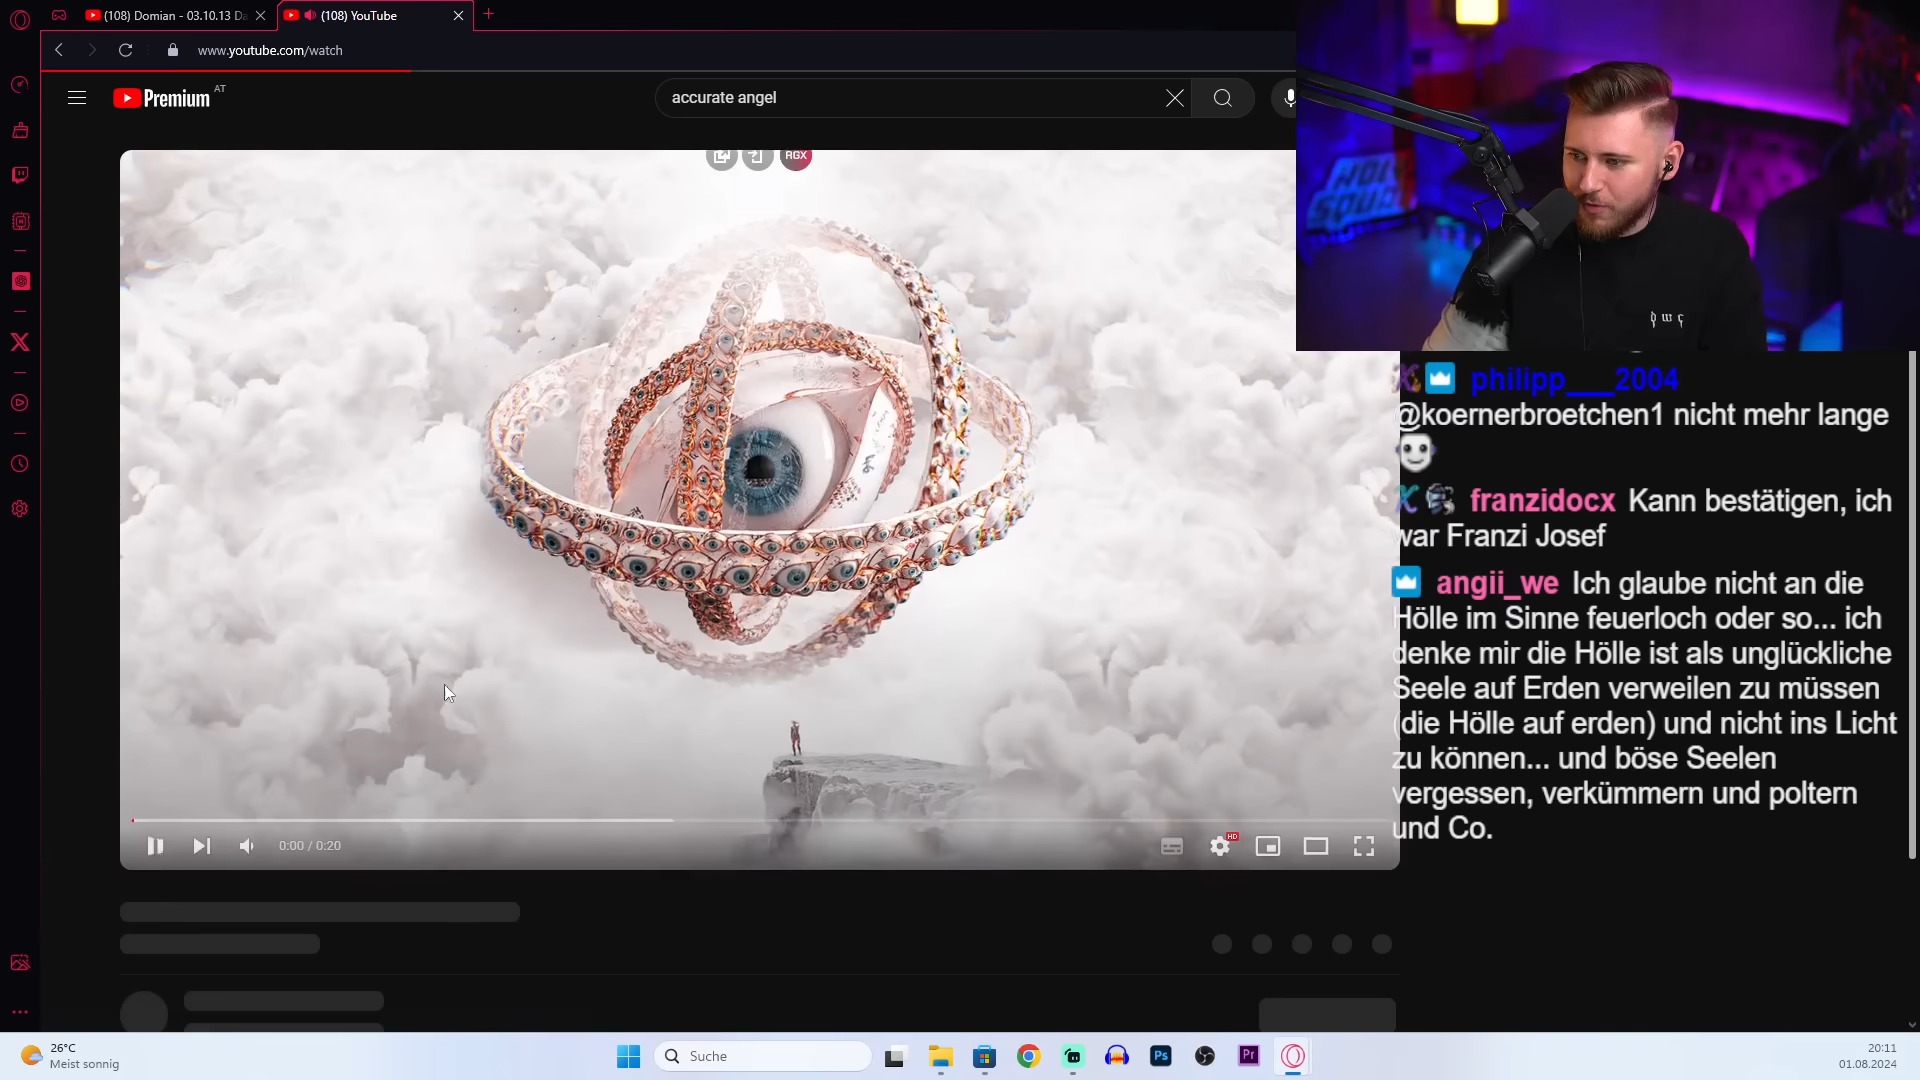 (108) Domian - 03.10.13 Da
(108) YouTube
www.youtube.com/watch
Premium AT
accurate angel
RGX
HD
0:00 / 0:20
philipp___2004
@koernerbroetchen1 nicht mehr lange
franzidocx Kann bestätigen, ich
war Franzi Josef
angii_we Ich glaube nicht an die
Hölle im Sinne feuerloch oder so... ich
denke mir die Hölle ist als unglückliche
Seele auf Erden verweilen zu müssen
(die Hölle auf erden) und nicht ins Licht
zu können... und böse Seelen
vergessen, verkümmern und poltern
und Co.
26°C
Meist sonnig
Suche
Ps
Pr
20:11
01.08.2024